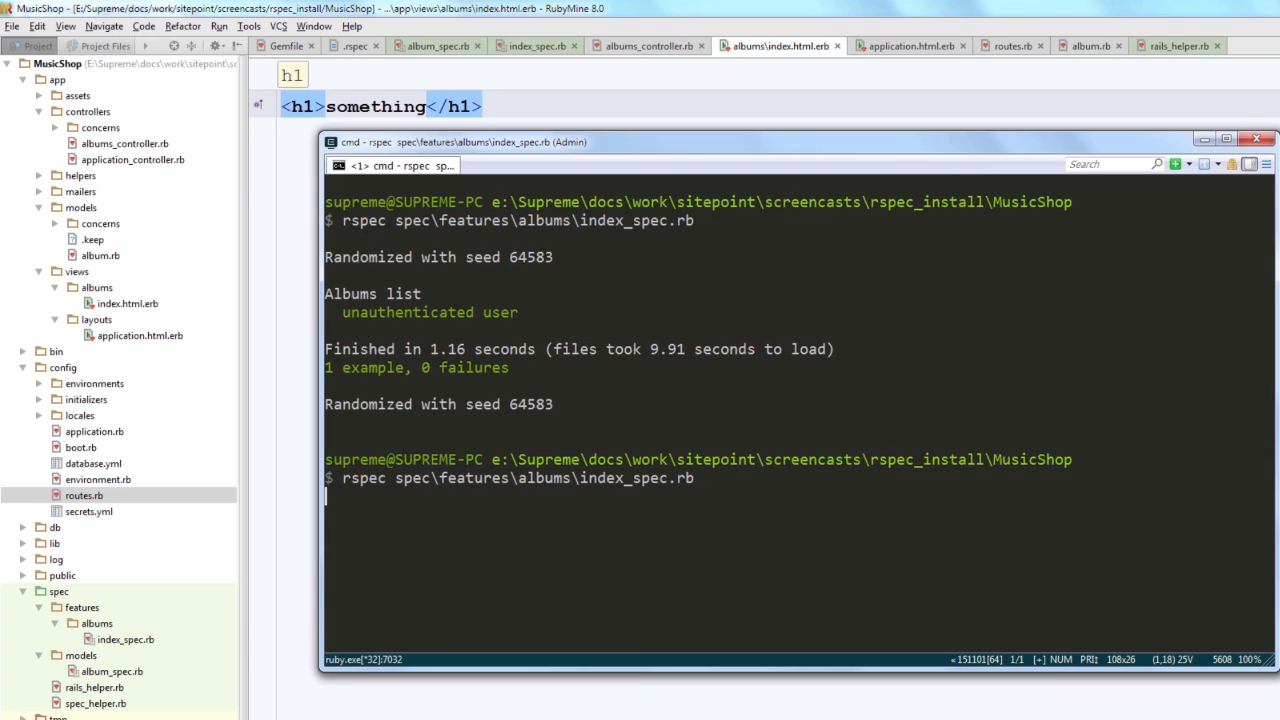 MusicShop - [E:/Supreme/docs/work/sitepoint/screencasts/rspec_install/MusicShop] - ...\app\views\albums\index.html.erb - RubyMine 8.0
File Edit View Navigate Code Refactor Run Tools VCS Window Help
Project Project Files
Gemfile .rspec album_spec.rb index_spec.rb albums_controller.rb albums\index.html.erb application.html.erb routes.rb album.rb rails_helper.rb
MusicShop (E:/Supreme/docs/work/sitepoint/sc
app
assets
controllers
concerns
albums_controller.rb
application_controller.rb
helpers
mailers
models
concerns
.keep
album.rb
views
albums
index.html.erb
layouts
application.html.erb
bin
config
environments
initializers
locales
application.rb
boot.rb
database.yml
environment.rb
routes.rb
secrets.yml
db
lib
log
public
spec
features
albums
index_spec.rb
models
album_spec.rb
rails_helper.rb
spec_helper.rb
tmp
h1
<h1>something</h1>
cmd - rspec spec\features\albums\index_spec.rb (Admin)
<1> cmd - rspec sp...
Search
supreme@SUPREME-PC e:\Supreme\docs\work\sitepoint\screencasts\rspec_install\MusicShop
$ rspec spec\features\albums\index_spec.rb
Randomized with seed 64583
Albums list
unauthenticated user
Finished in 1.16 seconds (files took 9.91 seconds to load)
1 example, 0 failures
Randomized with seed 64583
supreme@SUPREME-PC e:\Supreme\docs\work\sitepoint\screencasts\rspec_install\MusicShop
$ rspec spec\features\albums\index_spec.rb
ruby.exe[*32]:7032
«151101[64] 1/1 [+] NUM PRI↕ 108x26 (1,18) 25V 5608 100%